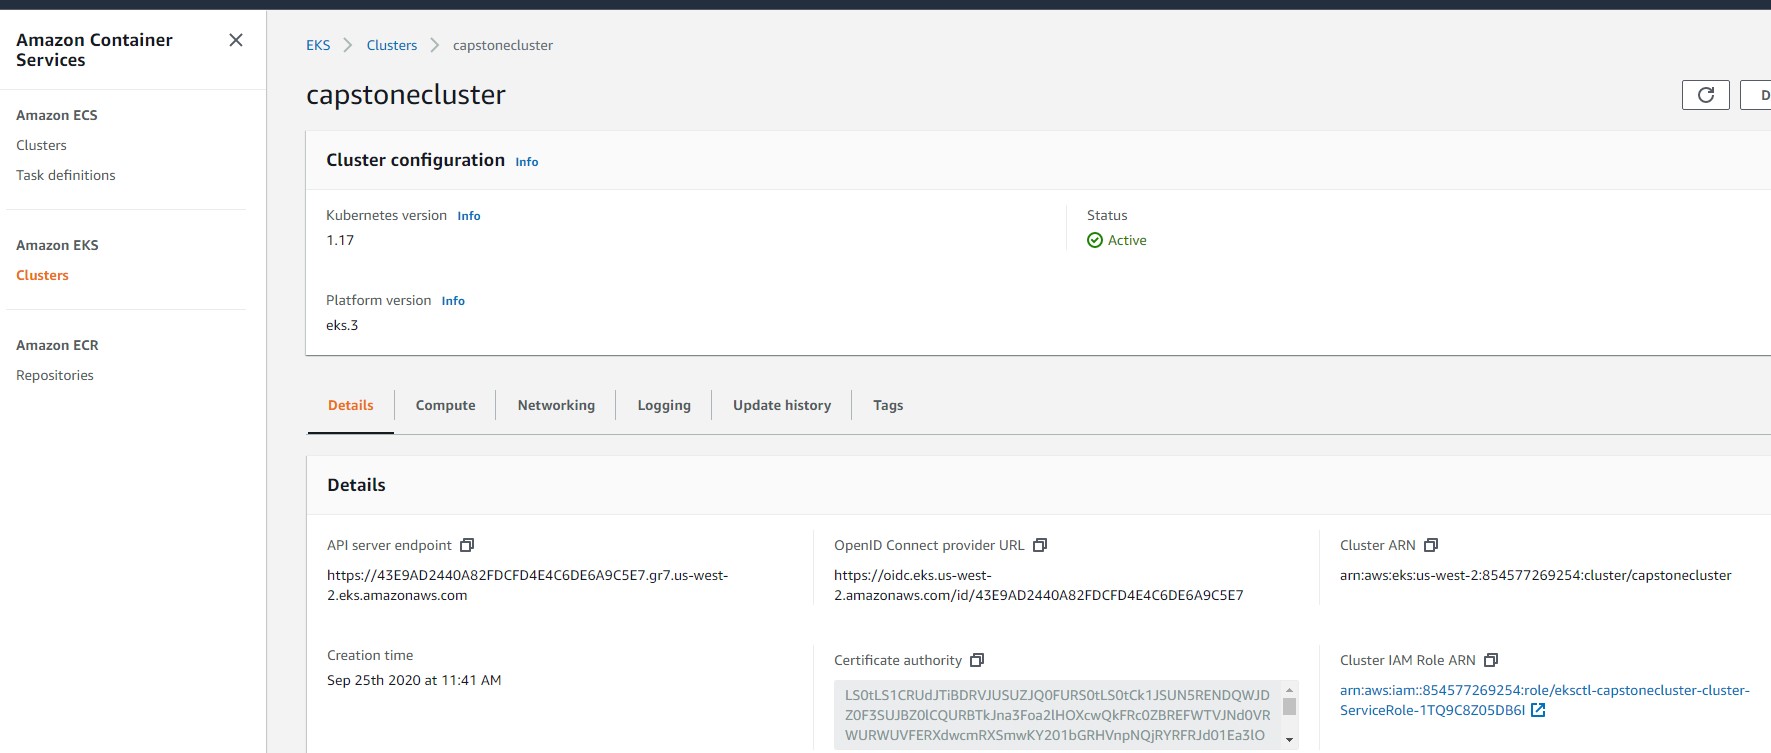 Amazon Container
Services
Amazon ECS
Clusters
Task definitions
Amazon EKS
Clusters
Amazon ECR
Repositories
EKS
Clusters
capstonecluster
capstonecluster
D
Cluster configuration Info
Kubernetes version Info
1.17
Status
Active
Platform version Info
eks.3
Details
Compute
Networking
Logging
Update history
Tags
Details
API server endpoint
https://43E9AD2440A82FDCFD4E4C6DE6A9C5E7.gr7.us-west-
2.eks.amazonaws.com
OpenID Connect provider URL
https://oidc.eks.us-west-
2.amazonaws.com/id/43E9AD2440A82FDCFD4E4C6DE6A9C5E7
Cluster ARN
arn:aws:eks:us-west-2:854577269254:cluster/capstonecluster
Creation time
Sep 25th 2020 at 11:41 AM
Certificate authority
LS0tLS1CRUdJTiBDRVJUSUZJQ0FURS0tLS0tCk1JSUN5RENDQWJD
Z0F3SUJBZ0lCQURBTkJna3Foa2lHOXcwQkFRc0ZBREFWTVJNd0VR
WURWUVFERXdwcmRXSmwKY201bGRHVnpNQjRYRFRJd01Ea3lO
Cluster IAM Role ARN
arn:aws:iam::854577269254:role/eksctl-capstonecluster-cluster-
ServiceRole-1TQ9C8Z05DB6I